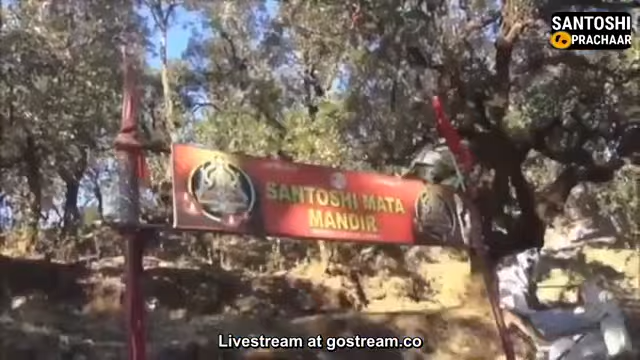 SANTOSHI
PRACHAAR
SANTOSHI MATA
MANDIR
Livestream at gostream.co